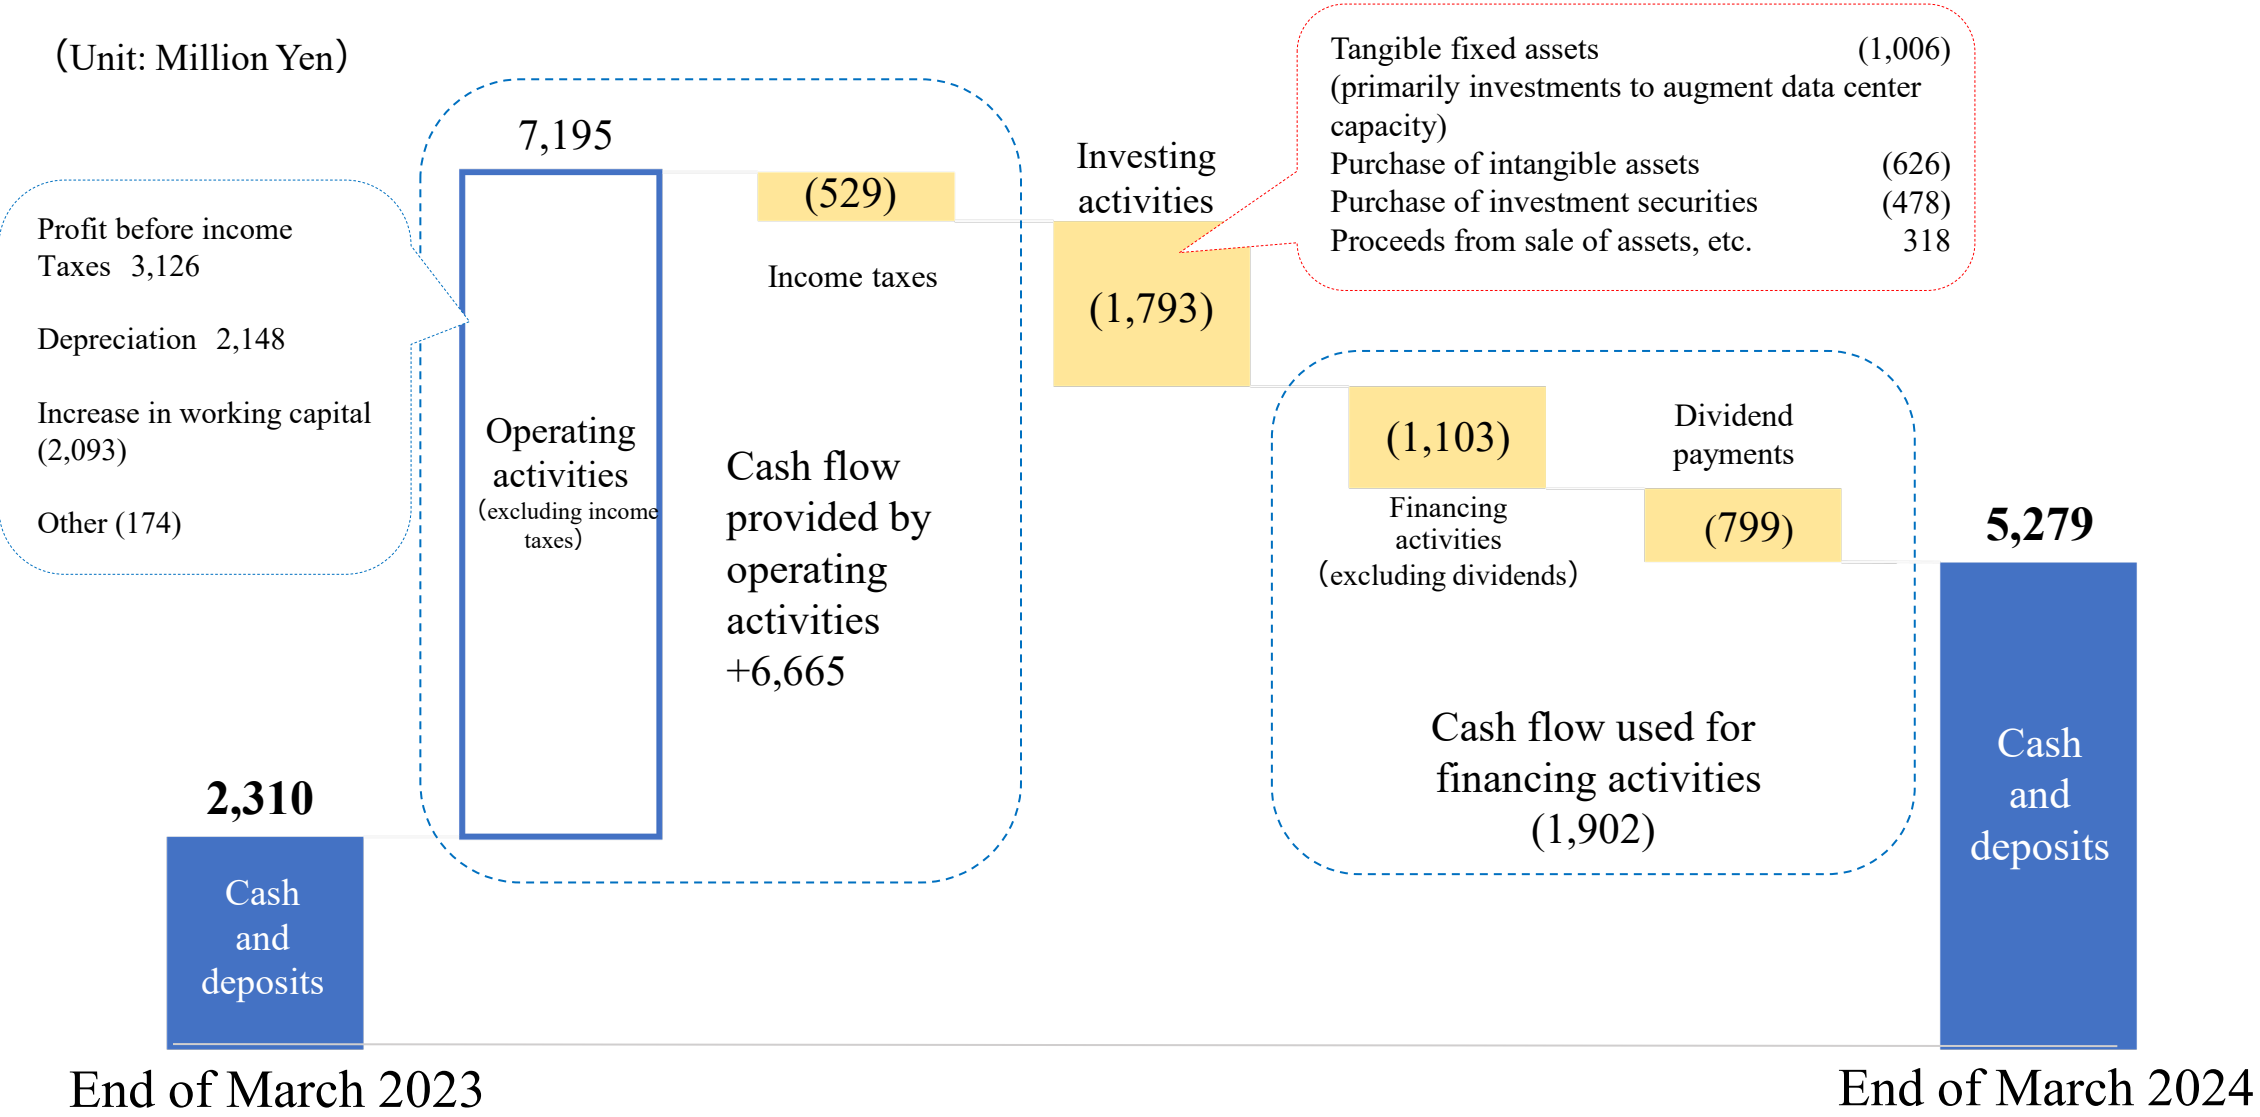 （Unit: Million Yen）
Profit before income
Taxes 3,126
Depreciation 2,148
Increase in working capital
(2,093)
Other (174)
7,195
Operating
activities
（excluding income
taxes）
(529)
Income taxes
Cash flow
provided by
operating
activities
+6,665
Investing
activities
(1,793)
Tangible fixed assets (1,006)
(primarily investments to augment data center
capacity)
Purchase of intangible assets (626)
Purchase of investment securities (478)
Proceeds from sale of assets, etc. 318
(1,103)
Financing
activities
（excluding dividends）
Dividend
payments
(799)
Cash flow used for
financing activities
(1,902)
2,310
Cash
and
deposits
End of March 2023
5,279
Cash
and
deposits
End of March 2024